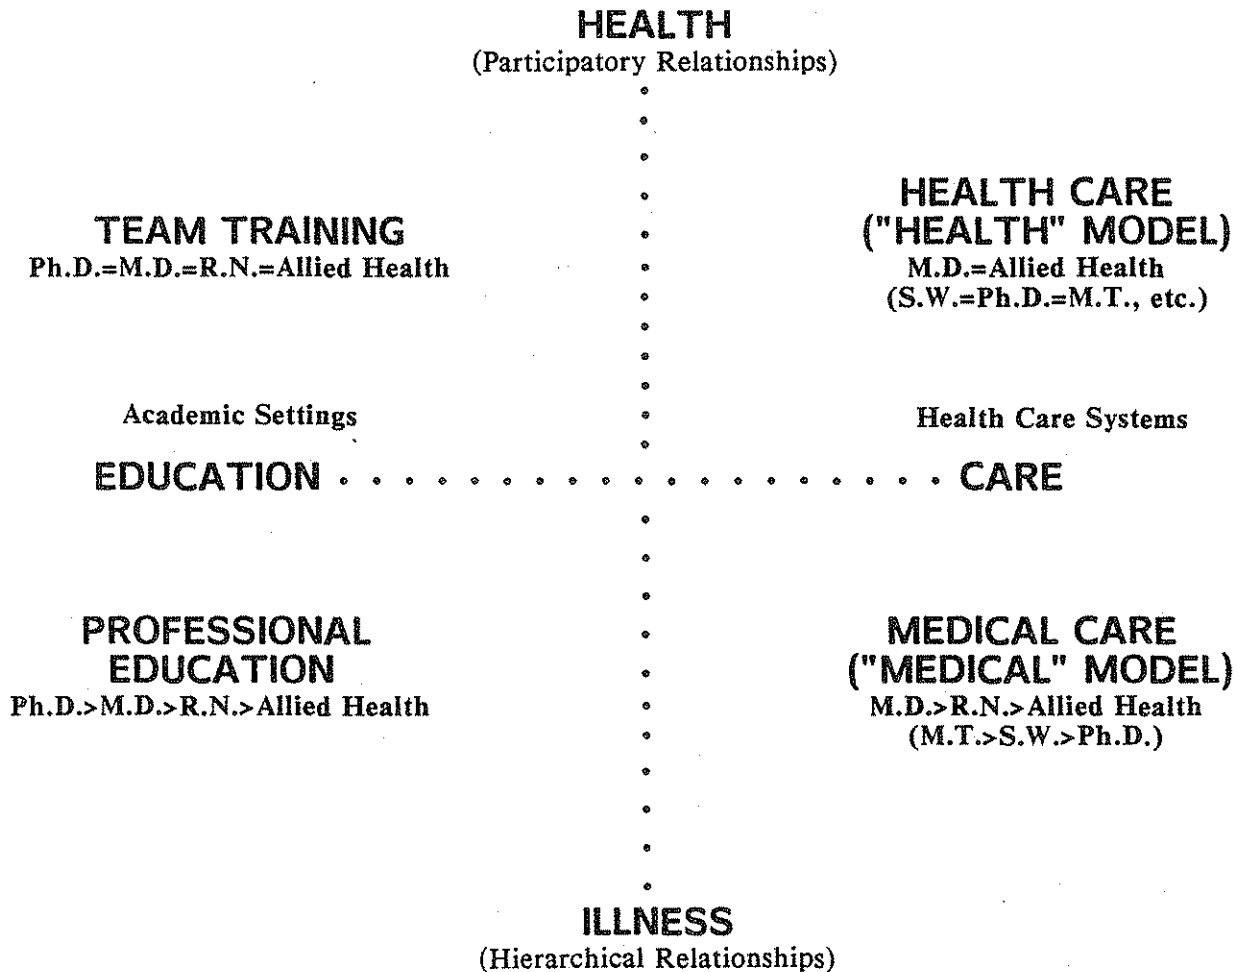 HEALTH
(Participatory Relationships)
TEAM TRAINING
Ph.D.=M.D.=R.N.=Allied Health
HEALTH CARE
("HEALTH" MODEL)
M.D.=Allied Health
(S.W.=Ph.D.=M.T., etc.)
Academic Settings
Health Care Systems
EDUCATION
CARE
PROFESSIONAL
EDUCATION
Ph.D.>M.D.>R.N.>Allied Health
MEDICAL CARE
("MEDICAL" MODEL)
M.D.>R.N.>Allied Health
(M.T.>S.W.>Ph.D.)
ILLNESS
(Hierarchical Relationships)